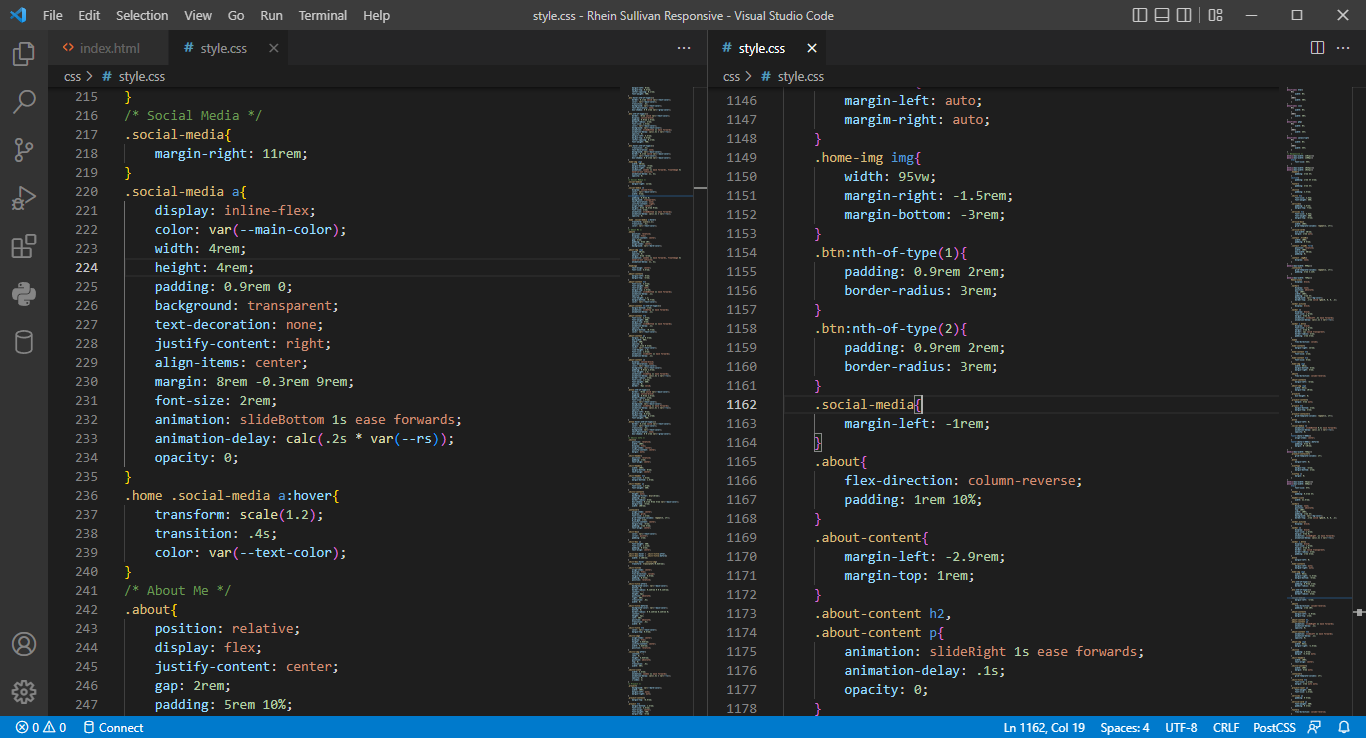 File Edit Selection View Go Run Terminal Help style.css - Rhein Sullivan Responsive - Visual Studio Code
index.html # style.css
css > # style.css
215 }
216 /* Social Media */
217 .social-media{
218 margin-right: 11rem;
219 }
220 .social-media a{
221 display: inline-flex;
222 color: var(--main-color);
223 width: 4rem;
224 height: 4rem;
225 padding: 0.9rem 0;
226 background: transparent;
227 text-decoration: none;
228 justify-content: right;
229 align-items: center;
230 margin: 8rem -0.3rem 9rem;
231 font-size: 2rem;
232 animation: slideBottom 1s ease forwards;
233 animation-delay: calc(.2s * var(--rs));
234 opacity: 0;
235 }
236 .home .social-media a:hover{
237 transform: scale(1.2);
238 transition: .4s;
239 color: var(--text-color);
240 }
241 /* About Me */
242 .about{
243 position: relative;
244 display: flex;
245 justify-content: center;
246 gap: 2rem;
247 padding: 5rem 10%;
# style.css
css > # style.css
1146 margin-left: auto;
1147 margim-right: auto;
1148 }
1149 .home-img img{
1150 width: 95vw;
1151 margin-right: -1.5rem;
1152 margin-bottom: -3rem;
1153 }
1154 .btn:nth-of-type(1){
1155 padding: 0.9rem 2rem;
1156 border-radius: 3rem;
1157 }
1158 .btn:nth-of-type(2){
1159 padding: 0.9rem 2rem;
1160 border-radius: 3rem;
1161 }
1162 .social-media{
1163 margin-left: -1rem;
1164 }
1165 .about{
1166 flex-direction: column-reverse;
1167 padding: 1rem 10%;
1168 }
1169 .about-content{
1170 margin-left: -2.9rem;
1171 margin-top: 1rem;
1172 }
1173 .about-content h2,
1174 .about-content p{
1175 animation: slideRight 1s ease forwards;
1176 animation-delay: .1s;
1177 opacity: 0;
1178 }
0 0 Connect Ln 1162, Col 19 Spaces: 4 UTF-8 CRLF PostCSS